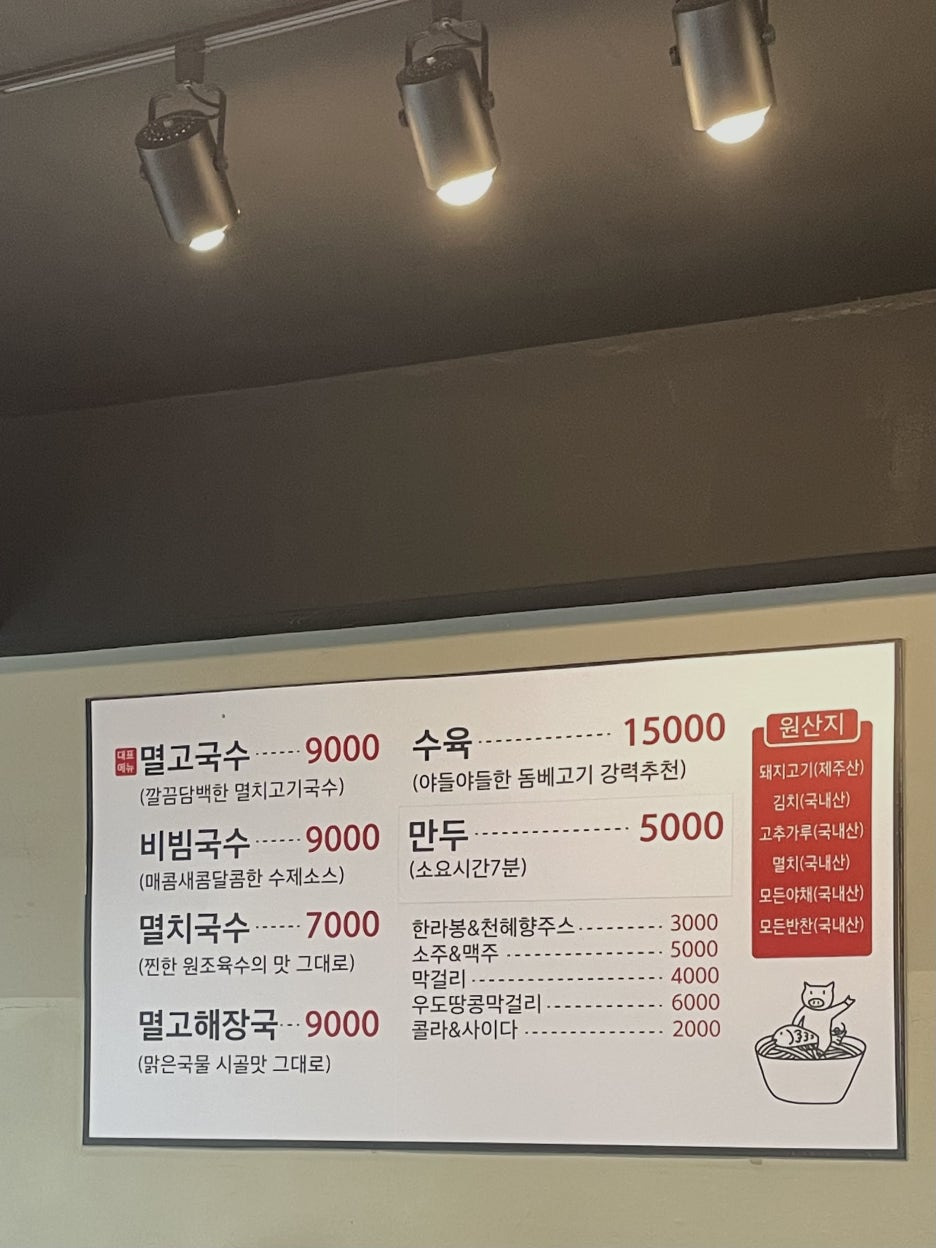 대표
메뉴
멸고국수 ------ 9000
(깔끔담백한 멸치고기국수)
비빔국수 ------ 9000
(매콤새콤달콤한 수제소스)
멸치국수 ------ 7000
(찐한 원조육수의 맛 그대로)
멸고해장국--- 9000
(맑은국물 시골맛 그대로)
수육 ------------------ 15000
(야들야들한 돔베고기 강력추천)
만두 --------------------- 5000
(소요시간7분)
한라봉&천혜향주스------------ 3000
소주&맥주 ---------------------- 5000
막걸리 -------------------------- 4000
우도땅콩막걸리---------------- 6000
콜라&사이다 ------------------- 2000
원산지
돼지고기(제주산)
김치(국내산)
고추가루(국내산)
멸치(국내산)
모든야채(국내산)
모든반찬(국내산)